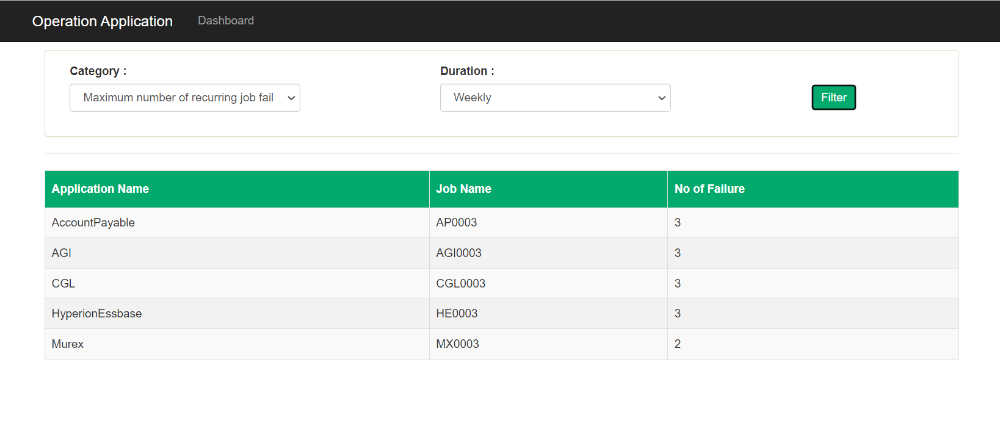 Operation Application Dashboard
Category : Duration :
Maximum number of recurring job fail Weekly Filter
Application Name Job Name No of Failure
AccountPayable AP0003 3
AGI AGI0003 3
CGL CGL0003 3
HyperionEssbase HE0003 3
Murex MX0003 2